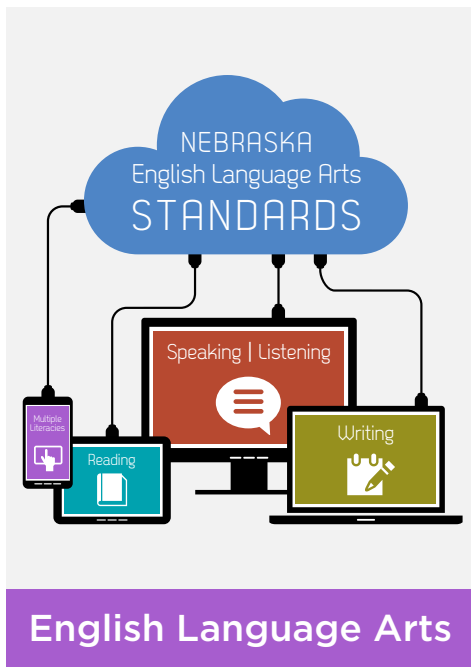 NEBRASKA
English Language Arts
STANDARDS
Speaking | Listening
Multiple
Literacies
Reading
Writing
English Language Arts